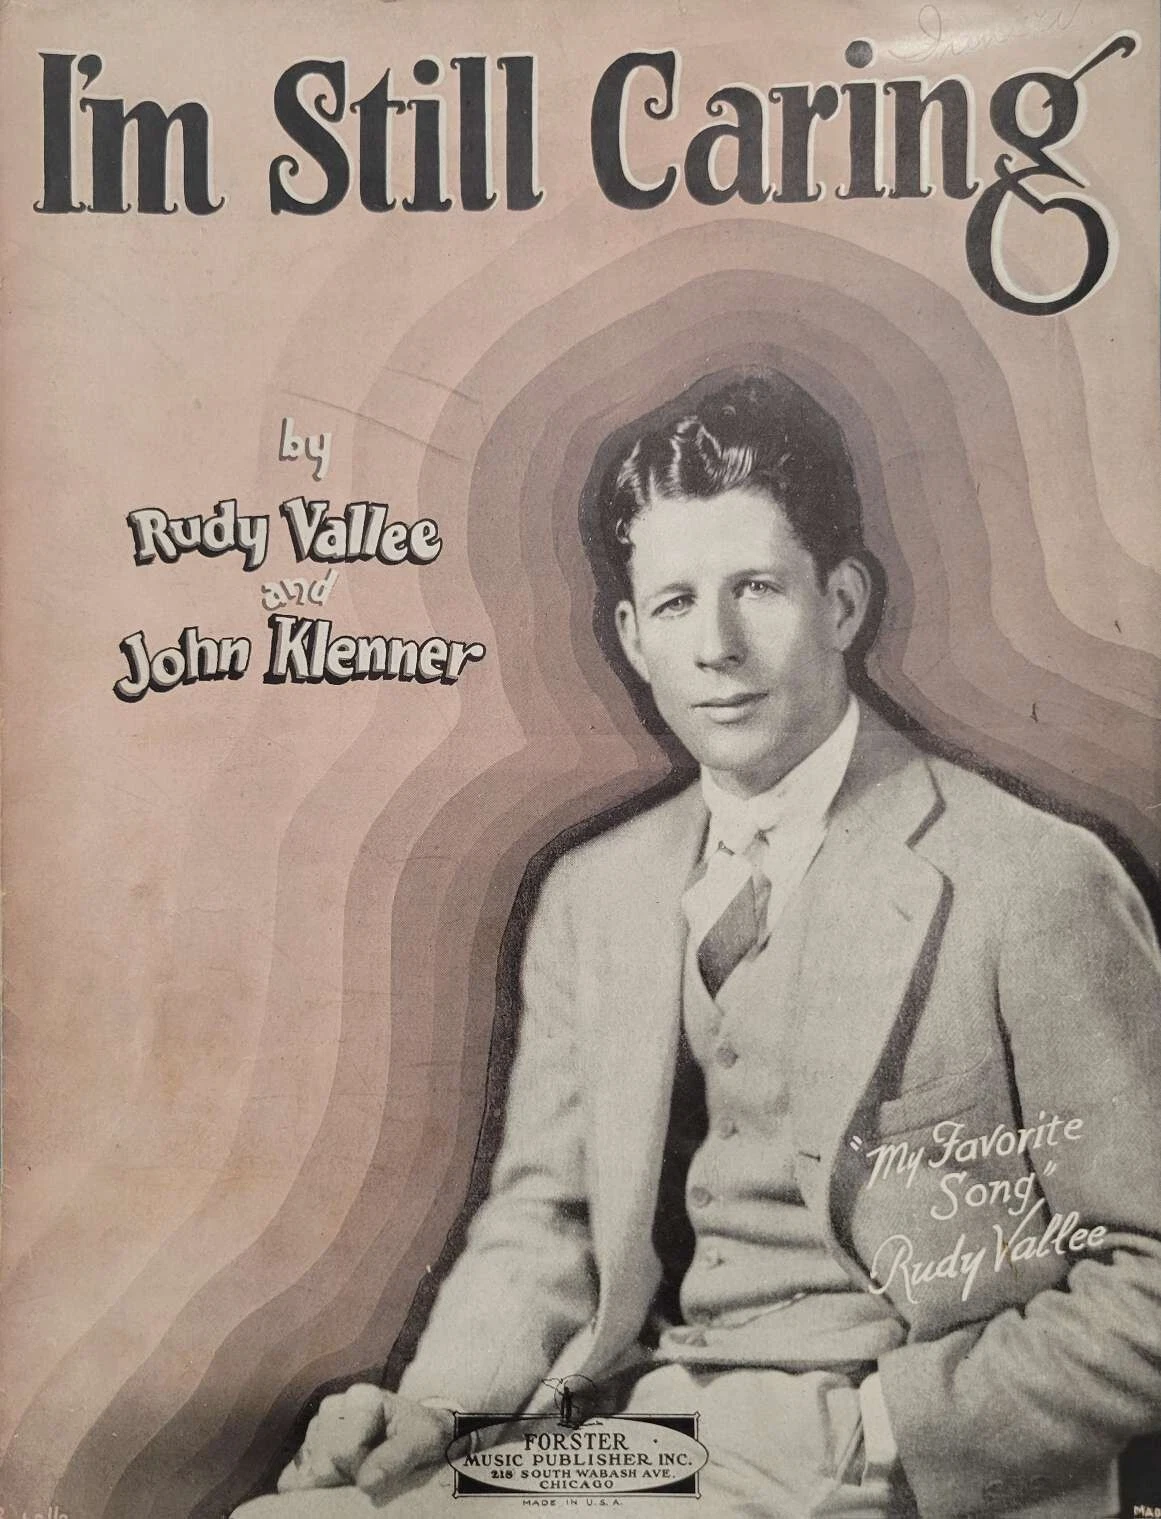 I'm Still Caring
by
Rudy Vallee
and
John Klenner
"My Favorite
Song"
Rudy Vallee
FORSTER
MUSIC PUBLISHER INC.
218 SOUTH WABASH AVE.
CHICAGO
MADE IN U.S.A.